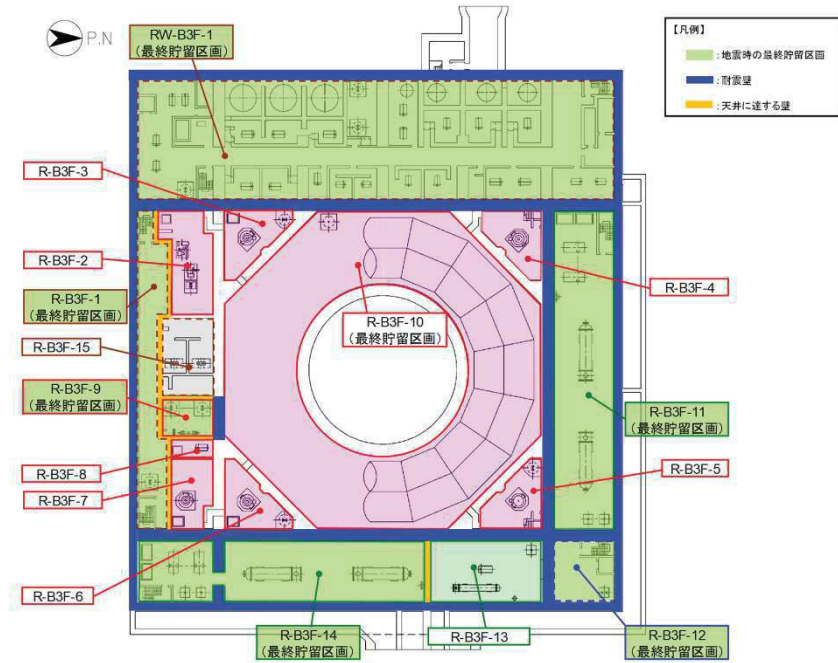 P.N
RW-B3F-1
(最終貯留区画)
【凡例】
:地震時の最終貯留区画
:耐震壁
:天井に達する壁
R-B3F-3
R-B3F-2
R-B3F-4
R-B3F-1
(最終貯留区画)
R-B3F-10
(最終貯留区画)
R-B3F-15
R-B3F-9
(最終貯留区画)
R-B3F-11
(最終貯留区画)
R-B3F-8
R-B3F-5
R-B3F-7
R-B3F-6
R-B3F-14
(最終貯留区画)
R-B3F-13
R-B3F-12
(最終貯留区画)